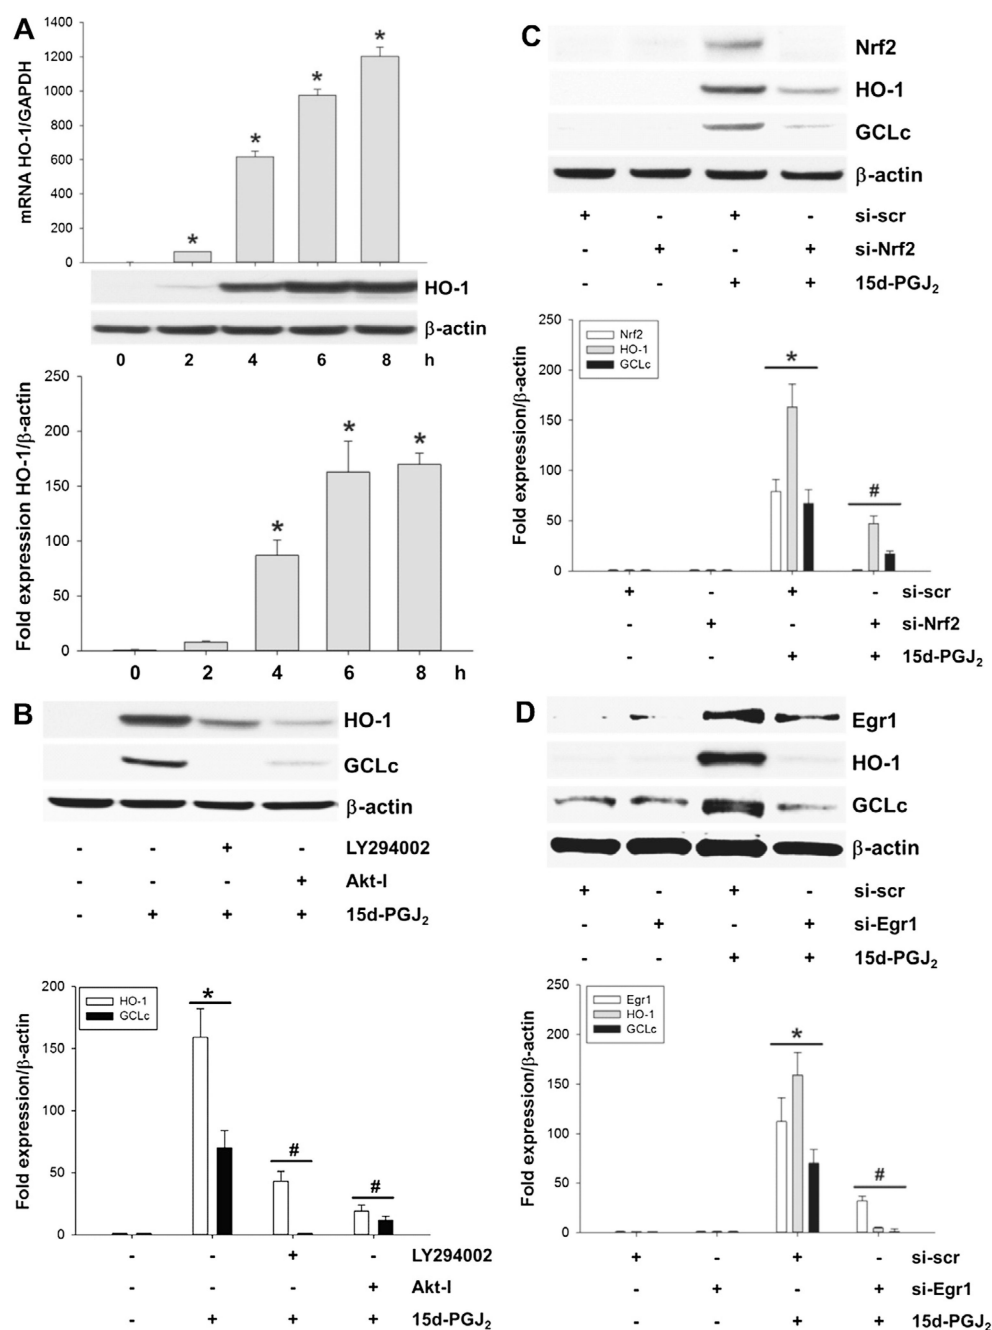 A
1400
1200
1000
800
600
400
200
0
mRNA HO-1/GAPDH
* * * *
HO-1
β-actin
0 2 4 6 8 h
250
200
150
100
50
0
Fold expression HO-1/β-actin
* * *
0 2 4 6 8 h
B
HO-1
GCLc
β-actin
- - + - LY294002
- - - + Akt-I
- + + + 15d-PGJ₂
200
150
100
50
0
Fold expression/β-actin
HO-1
GCLc
* # #
- - + - LY294002
- - - + Akt-I
- + + + 15d-PGJ₂
C
Nrf2
HO-1
GCLc
β-actin
+ - + - si-scr
- + - + si-Nrf2
- - + + 15d-PGJ₂
250
200
150
100
50
0
Fold expression/β-actin
Nrf2
HO-1
GCLc
* #
+ - + - si-scr
- + - + si-Nrf2
- - + + 15d-PGJ₂
D
Egr1
HO-1
GCLc
β-actin
+ - + - si-scr
- + - + si-Egr1
- - + + 15d-PGJ₂
250
200
150
100
50
0
Fold expression/β-actin
Egr1
HO-1
GCLc
* #
+ - + - si-scr
- + - + si-Egr1
- - + + 15d-PGJ₂